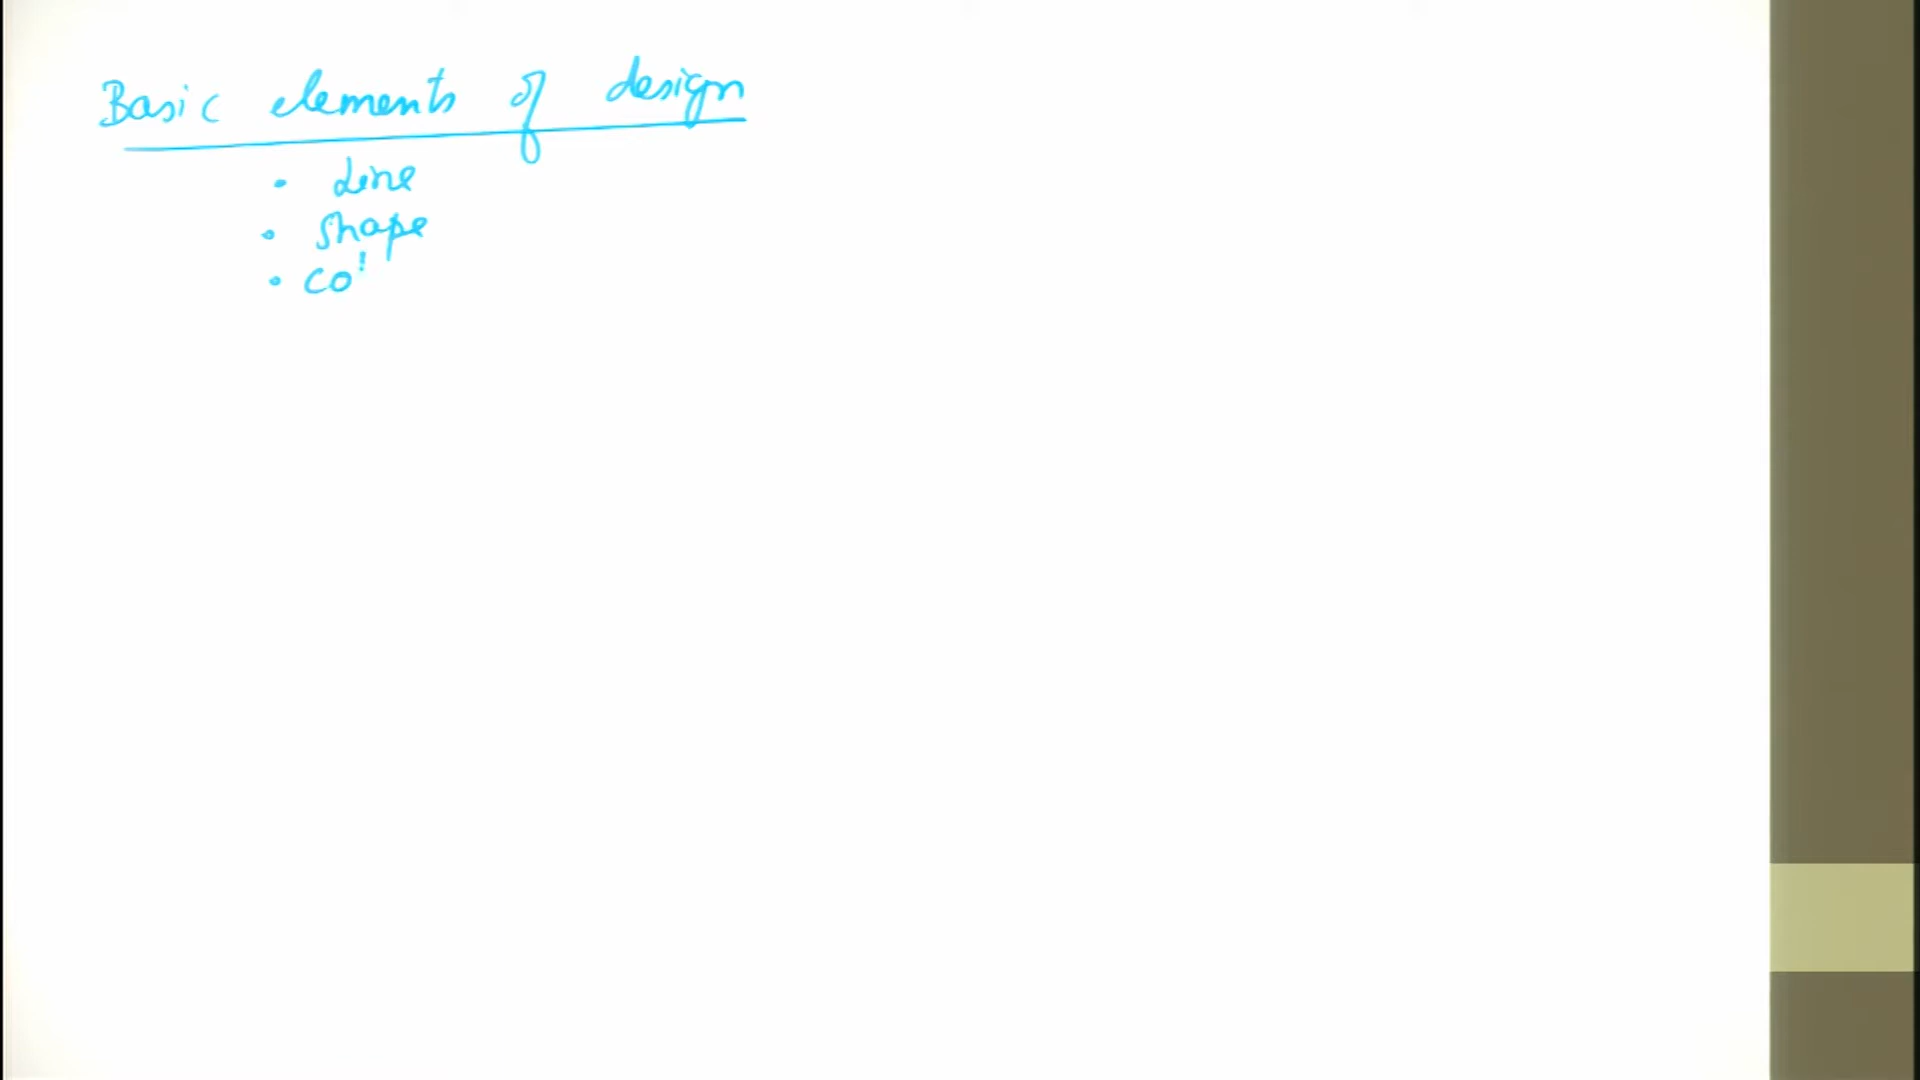 Basic elements of design
• Line
• Shape
• Co